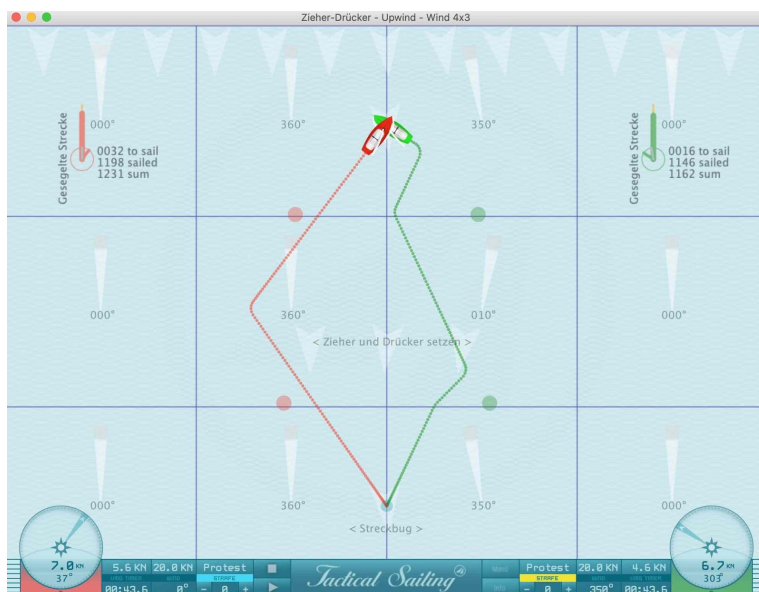 Zieher-Drücker - Upwind - Wind 4x3
Gesegelte Strecke
000°
0032 to sail
1198 sailed
1231 sum
360°
350°
Gesegelte Strecke
000°
0016 to sail
1146 sailed
1162 sum
000°
360°
010°
000°
< Zieher und Drücker setzen >
000°
360°
350°
000°
< Streckbug >
7.0 KN
37°
5.6 KN
20.0 KN
Protest
STRAFE
00:43.6
0°
- 0 +
Tactical Sailing
Menü
Protest
STRAFE
20.0 KN
4.6 KN
- 0 +
350°
00:43.6
6.7 KN
303°